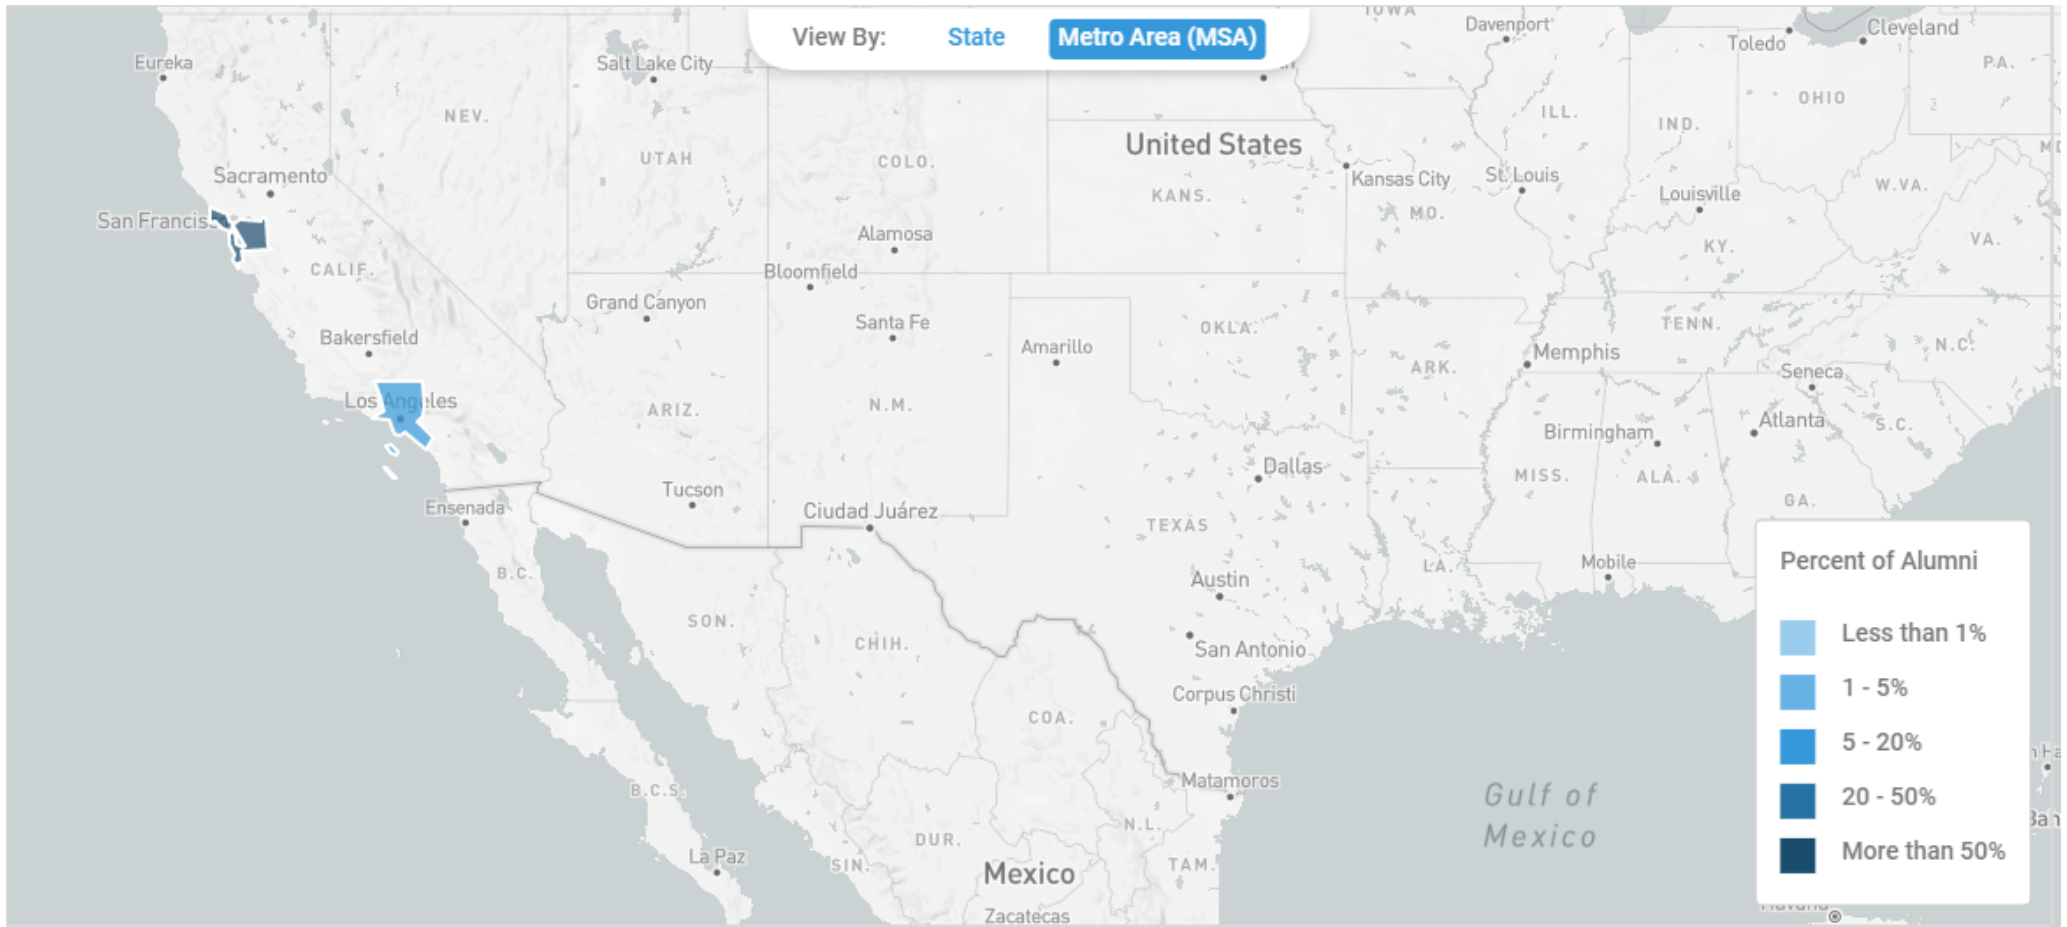 View By: State Metro Area (MSA)
IOWA
Davenport
Toledo
Cleveland
Eureka
Salt Lake City
PA.
OHIO
NEV.
ILL.
IND.
United States
UTAH
COLO.
Sacramento
Kansas City
St. Louis
KANS.
Louisville
W.VA.
San Francisc
MO.
Alamosa
KY.
VA.
CALIF.
Bloomfield
Grand Canyon
Santa Fe
OKLA.
TENN.
Bakersfield
Amarillo
Memphis
N.C.
ARK.
Seneca
Los Angeles
ARIZ.
N.M.
Birmingham
Atlanta
S.C.
Dallas
MISS.
ALA.
Tucson
GA.
Ensenada
Ciudad Juárez
TEXAS
LA.
Mobile
B.C.
Austin
SON.
CHIH.
San Antonio
Corpus Christi
COA.
Matamoros
B.C.S.
Gulf of
Mexico
N.L.
DUR.
La Paz
SIN.
Mexico
TAM.
Zacatecas
Percent of Alumni
Less than 1%
1 - 5%
5 - 20%
20 - 50%
More than 50%